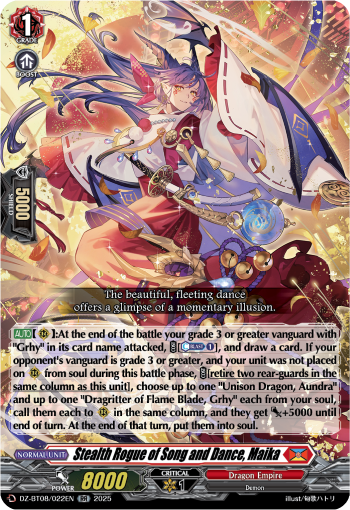 1
GRADE
BOOST
5000
SHIELD
The beautiful, fleeting dance
offers a glimpse of a momentary illusion.
AUTO :At the end of the battle your grade 3 or greater vanguard with
"Grhy" in its card name attacked, , and draw a card. If your
opponent's vanguard is grade 3 or greater, and your unit was not placed
on from soul during this battle phase, [retire two rear-guards in the
same column as this unit], choose up to one "Unison Dragon, Aundra"
and up to one "Dragritter of Flame Blade, Grhy" each from your soul,
call them each to in the same column, and they get +5000 until
end of turn. At the end of that turn, put them into soul.
NORMAL UNIT
Stealth Rogue of Song and Dance, Maika
POWER 8000
CRITICAL
1
Dragon Empire
Demon
D DZ-BT08/022EN RR 2025
illust/匈歌ハトリ